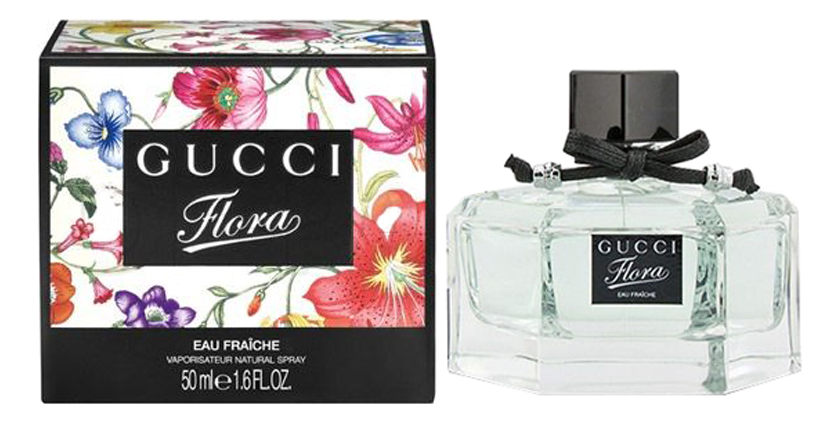 GUCCI
Flora
EAU FRAÎCHE
VAPORISATEUR NATURAL SPRAY
50 ml e 1.6 FL.OZ.
GUCCI
Flora
EAU FRAÎCHE